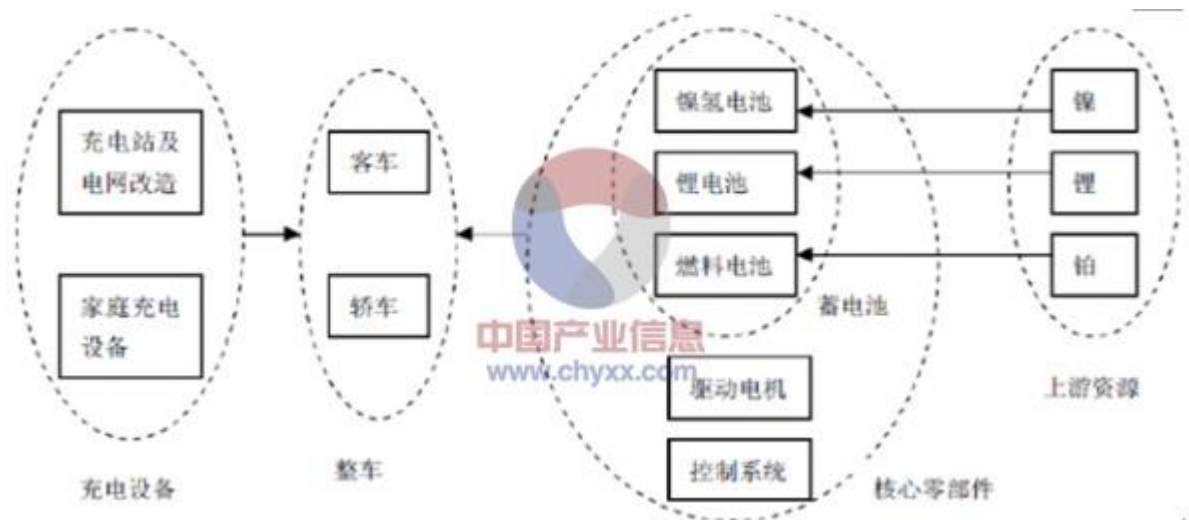 充电站及
电网改造
家庭充电
设备
充电设备
客车
轿车
整车
镍氢电池
锂电池
燃料电池
蓄电池
驱动电机
控制系统
核心零部件
镍
锂
铂
上游资源
中国产业信息
www.chyxx.com